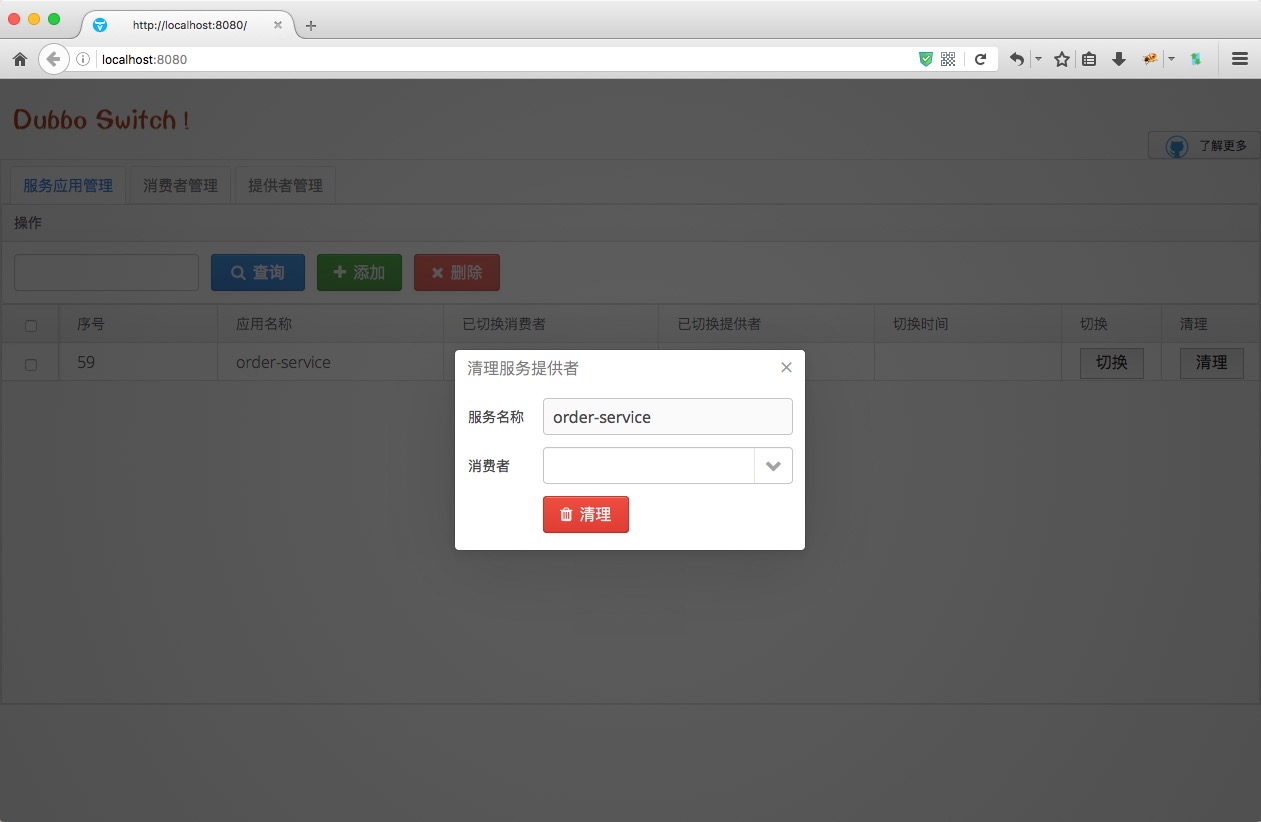 http://localhost:8080/
localhost:8080
Dubbo Switch !
了解更多
服务应用管理 消费者管理 提供者管理
操作
查询 添加 删除
序号 应用名称 已切换消费者 已切换提供者 切换时间 切换 清理
59 order-service 切换 清理
清理服务提供者
服务名称 order-service
消费者
清理